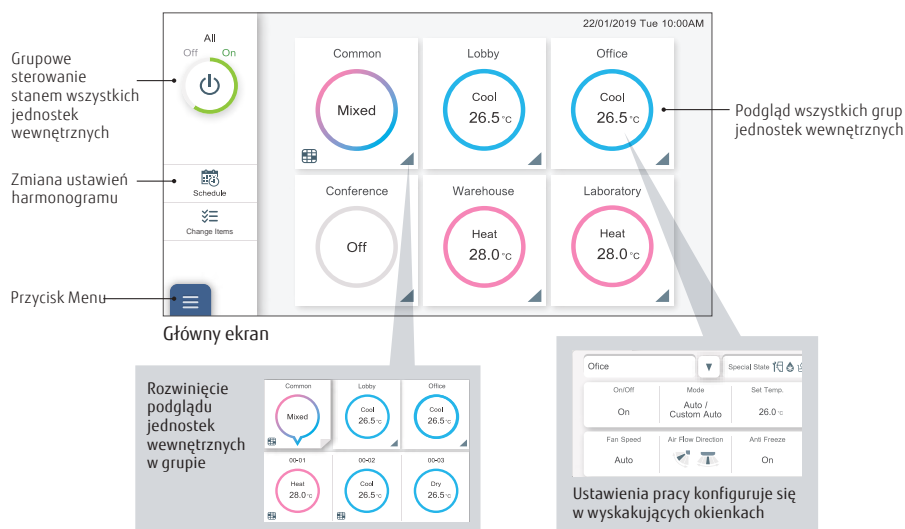 22/01/2019 Tue 10:00AM
All
Off On
Grupowe
sterowanie
stanem wszystkich
jednostek
wewnętrznych
Common
Mixed
Lobby
Cool
26.5 °C
Office
Cool
26.5 °C
Podgląd wszystkich grup
jednostek wewnętrznych
Zmiana ustawień
harmonogramu
Schedule
Change Items
Conference
Off
Warehouse
Heat
28.0 °C
Laboratory
Heat
28.0 °C
Przycisk Menu
Główny ekran
Rozwinięcie
podglądu
jednostek
wewnętrznych
w grupie
Common
Mixed
Lobby
Cool
26.5 °C
Office
Cool
26.5 °C
00-01
Heat
28.0 °C
00-02
Cool
26.5 °C
00-03
Dry
26.5 °C
Ofice
Special State
On/Off
On
Mode
Auto /
Custom Auto
Set Temp.
26.0 °C
Fan Speed
Auto
Air Flow Direction
Anti Freeze
On
Ustawienia pracy konfiguruje się
w wyskakujących okienkach